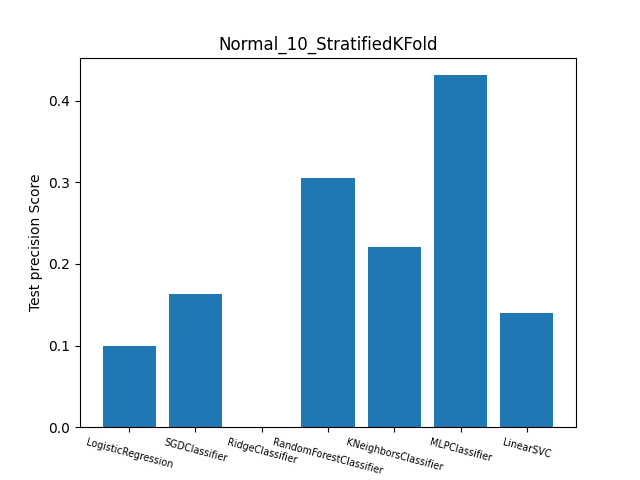 Normal_10_StratifiedKFold
Test precision Score
0.4
0.3
0.2
0.1
0.0
LogisticRegression
SGDClassifier
RidgeClassifier
RandomForestClassifier
KNeighborsClassifier
MLPClassifier
LinearSVC